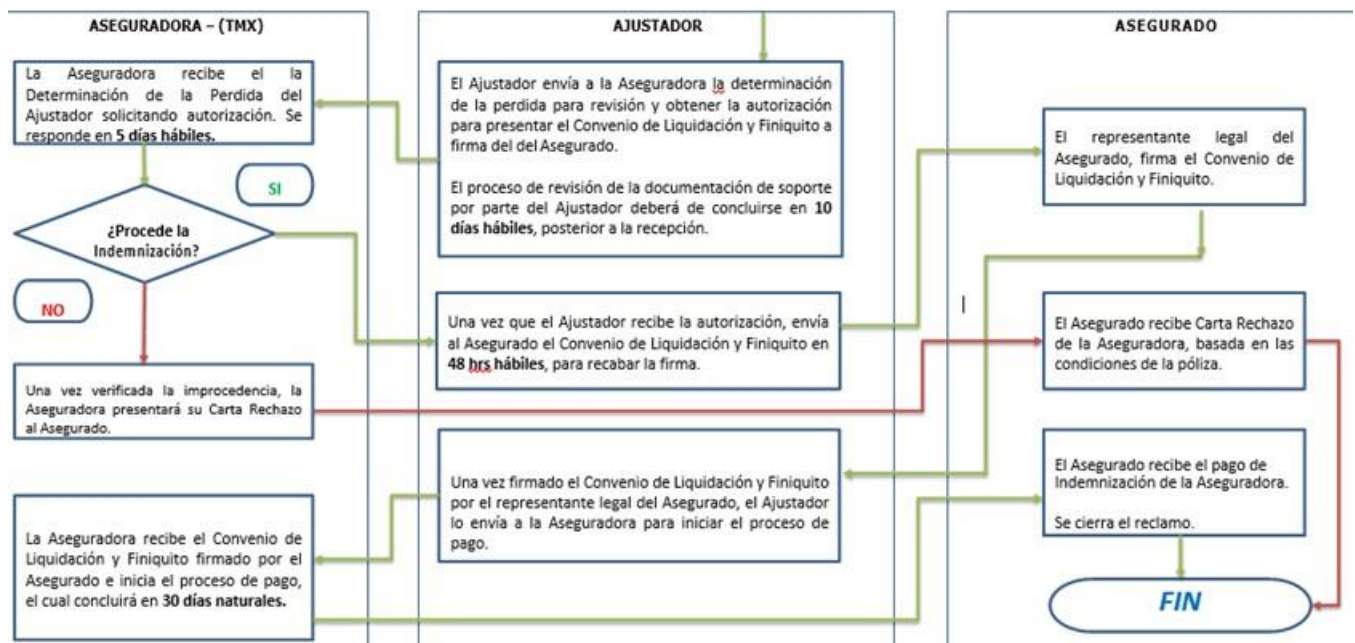 ASEGURADORA – (TMX)
La Aseguradora recibe el la
Determinación de la Perdida del
Ajustador solicitando autorización. Se
responde en 5 días hábiles.
SI
¿Procede la
Indemnización?
NO
Una vez verificada la improcedencia, la
Aseguradora presentará su Carta Rechazo
al Asegurado.
La Aseguradora recibe el Convenio de
Liquidación y Finiquito firmado por el
Asegurado e inicia el proceso de pago,
el cual concluirá en 30 días naturales.
AJUSTADOR
El Ajustador envía a la Aseguradora la determinación
de la perdida para revisión y obtener la autorización
para presentar el Convenio de Liquidación y Finiquito a
firma del del Asegurado.
El proceso de revisión de la documentación de soporte
por parte del Ajustador deberá de concluirse en 10
días hábiles, posterior a la recepción.
Una vez que el Ajustador recibe la autorización, envía
al Asegurado el Convenio de Liquidación y Finiquito en
48 hrs hábiles, para recabar la firma.
Una vez firmado el Convenio de Liquidación y Finiquito
por el representante legal del Asegurado, el Ajustador
lo envía a la Aseguradora para iniciar el proceso de
pago.
ASEGURADO
El representante legal del
Asegurado, firma el Convenio de
Liquidación y Finiquito.
El Asegurado recibe Carta Rechazo
de la Aseguradora, basada en las
condiciones de la póliza.
El Asegurado recibe el pago de
Indemnización de la Aseguradora.
Se cierra el reclamo.
FIN